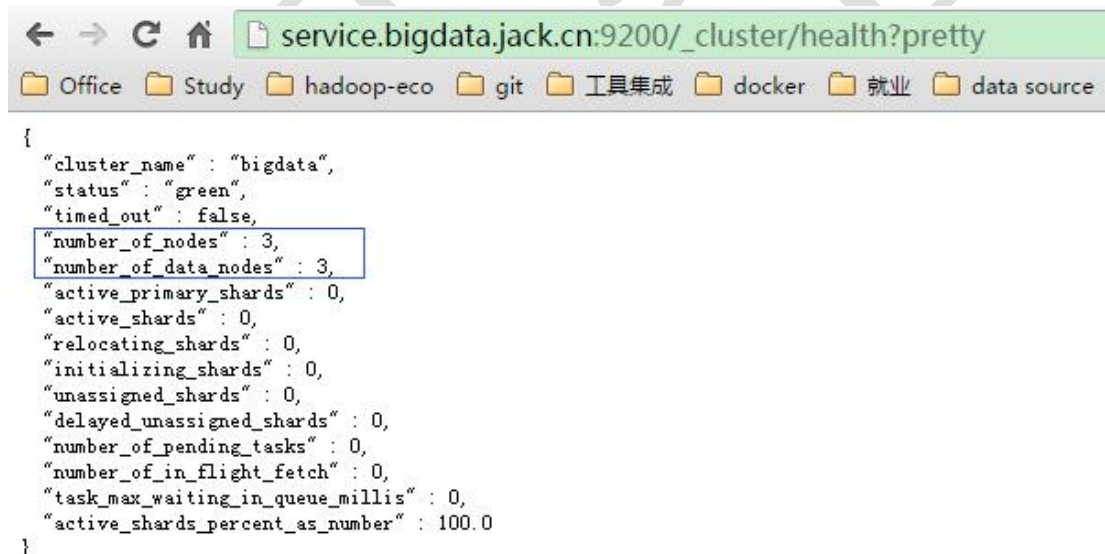 service.bigdata.jack.cn:9200/_cluster/health?pretty
Office Study hadoop-eco git 工具集成 docker 就业 data source
{
"cluster_name" : "bigdata",
"status" : "green",
"timed_out" : false,
"number_of_nodes" : 3,
"number_of_data_nodes" : 3,
"active_primary_shards" : 0,
"active_shards" : 0,
"relocating_shards" : 0,
"initializing_shards" : 0,
"unassigned_shards" : 0,
"delayed_unassigned_shards" : 0,
"number_of_pending_tasks" : 0,
"number_of_in_flight_fetch" : 0,
"task_max_waiting_in_queue_millis" : 0,
"active_shards_percent_as_number" : 100.0
}